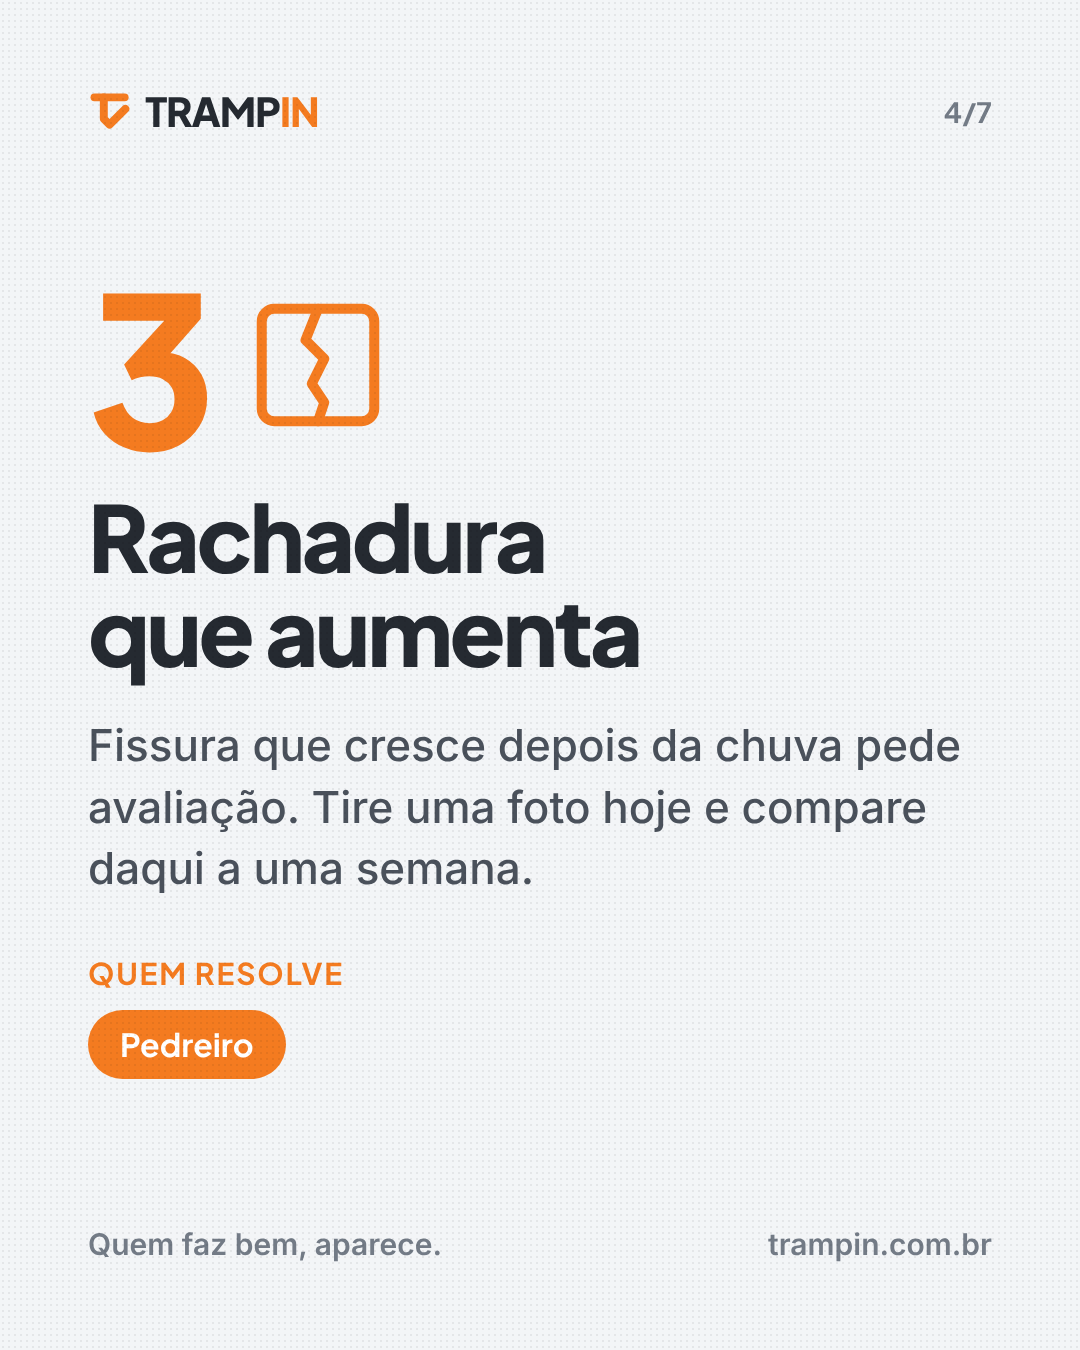 TRAMPIN
4/7
3
Rachadura
que aumenta
Fissura que cresce depois da chuva pede
avaliação. Tire uma foto hoje e compare
daqui a uma semana.
QUEM RESOLVE
Pedreiro
Quem faz bem, aparece.
trampin.com.br